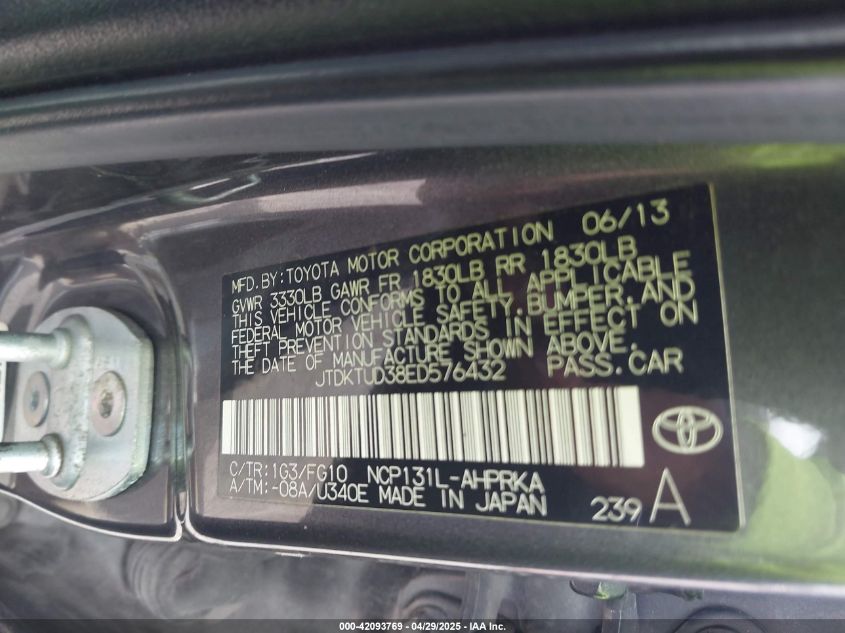 MFD. BY: TOYOTA MOTOR CORPORATION 06/13
GVWR 3330LB GAWR FR 1830LB RR 1830LB
THIS VEHICLE CONFORMS TO ALL APPLICABLE
FEDERAL MOTOR VEHICLE SAFETY, BUMPER, AND
THEFT PREVENTION STANDARDS IN EFFECT ON
THE DATE OF MANUFACTURE SHOWN ABOVE.
JTDKTUD38ED576432 PASS. CAR
C/TR: 1G3/FG10 NCP131L-AHPRKA
A/TM: -08A/U340E MADE IN JAPAN
239 A
000-42093769 - 04/29/2025 - IAA Inc.